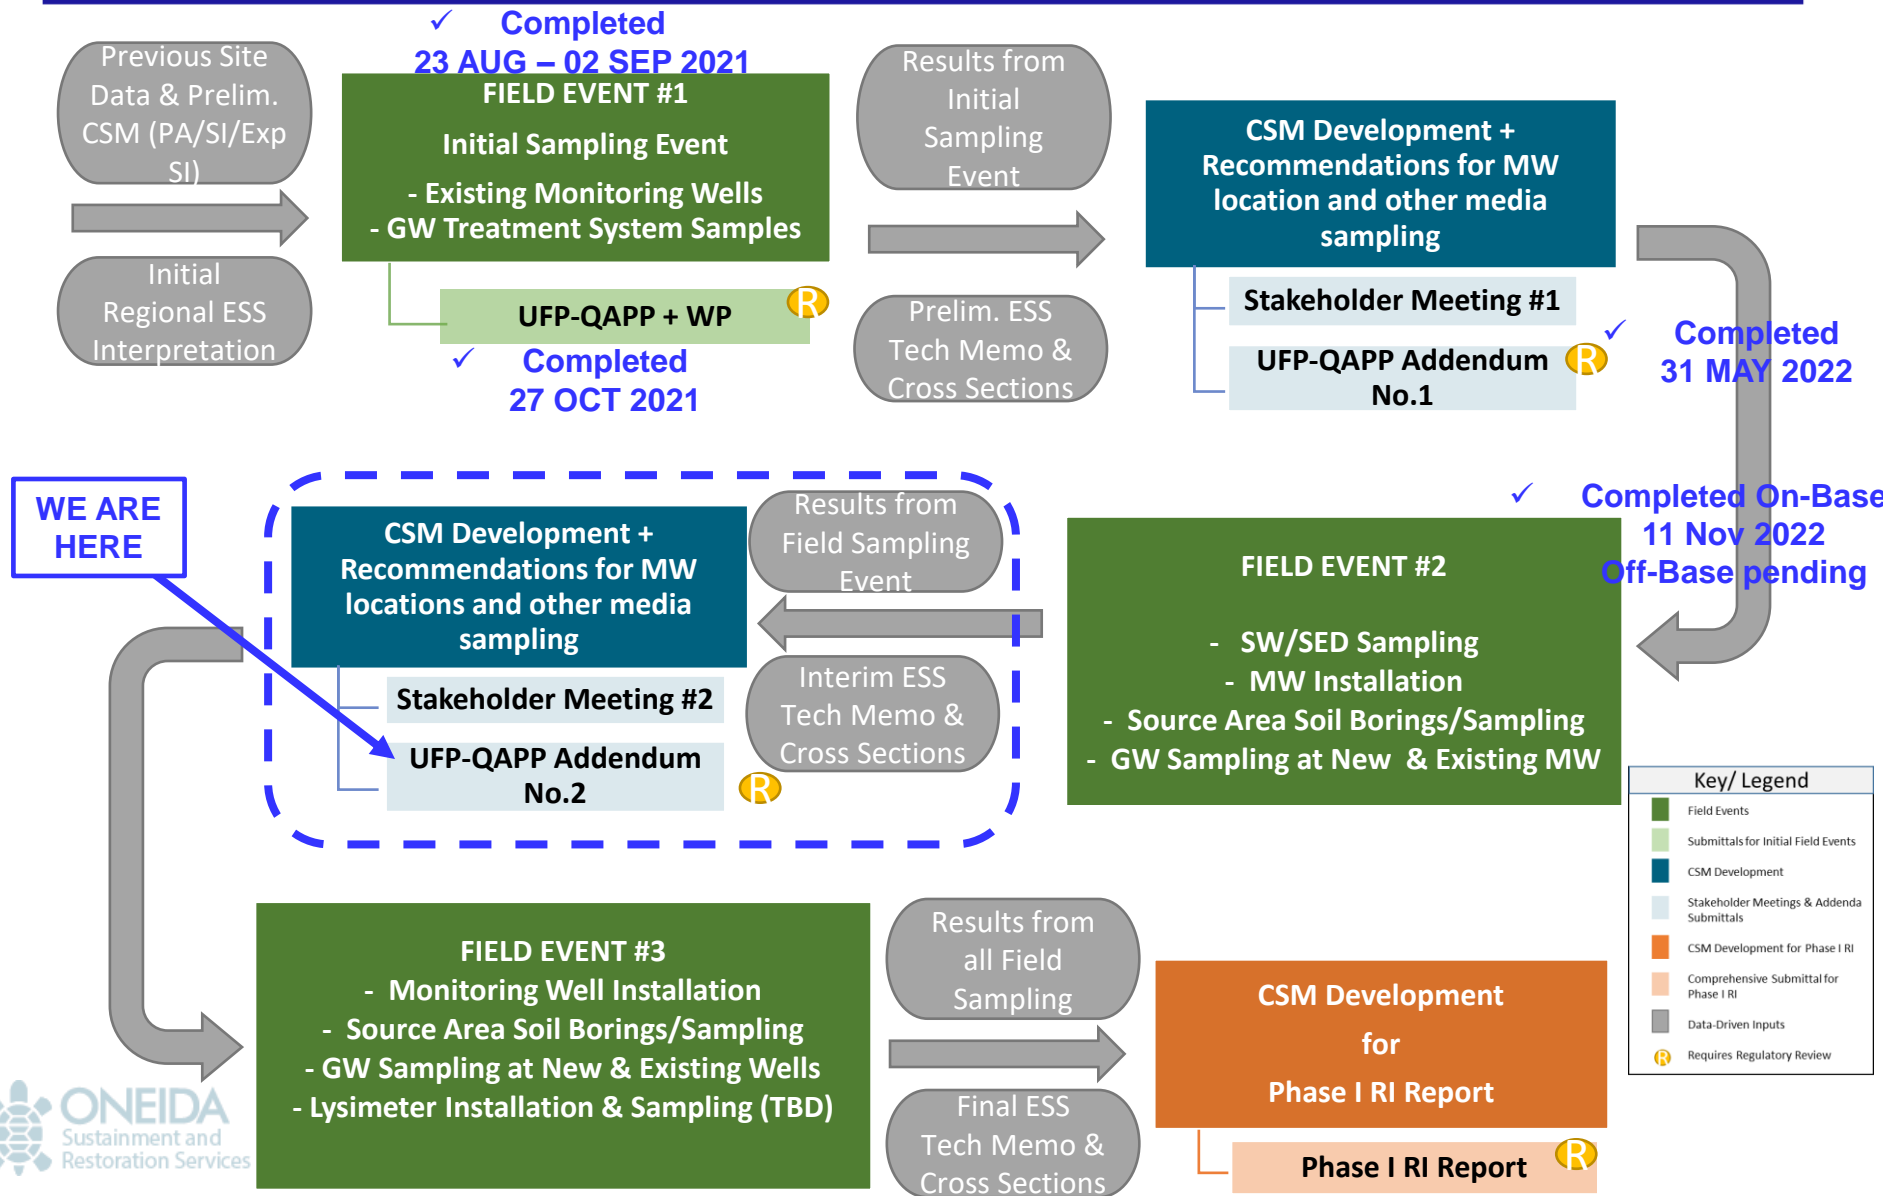 ✓ Completed
23 AUG – 02 SEP 2021
Previous Site
Data & Prelim.
CSM (PA/SI/Exp
SI)
Initial
Regional ESS
Interpretation
FIELD EVENT #1
Initial Sampling Event
- Existing Monitoring Wells
- GW Treatment System Samples
UFP-QAPP + WP
R
✓ Completed
27 OCT 2021
Results from
Initial
Sampling
Event
Prelim. ESS
Tech Memo &
Cross Sections
CSM Development +
Recommendations for MW
location and other media
sampling
Stakeholder Meeting #1
UFP-QAPP Addendum
No.1
R
✓ Completed
31 MAY 2022
✓ Completed On-Base
11 Nov 2022
Off-Base pending
FIELD EVENT #2
- SW/SED Sampling
- MW Installation
- Source Area Soil Borings/Sampling
- GW Sampling at New & Existing MW
Results from
Field Sampling
Event
Interim ESS
Tech Memo &
Cross Sections
CSM Development +
Recommendations for MW
locations and other media
sampling
Stakeholder Meeting #2
UFP-QAPP Addendum
No.2
R
WE ARE
HERE
FIELD EVENT #3
- Monitoring Well Installation
- Source Area Soil Borings/Sampling
- GW Sampling at New & Existing Wells
- Lysimeter Installation & Sampling (TBD)
Results from
all Field
Sampling
Final ESS
Tech Memo &
Cross Sections
CSM Development
for
Phase I RI Report
Phase I RI Report
R
Key/ Legend
Field Events
Submittals for Initial Field Events
CSM Development
Stakeholder Meetings & Addenda
Submittals
CSM Development for Phase I RI
Comprehensive Submittal for
Phase I RI
Data-Driven Inputs
R Requires Regulatory Review
ONEIDA
Sustainment and
Restoration Services